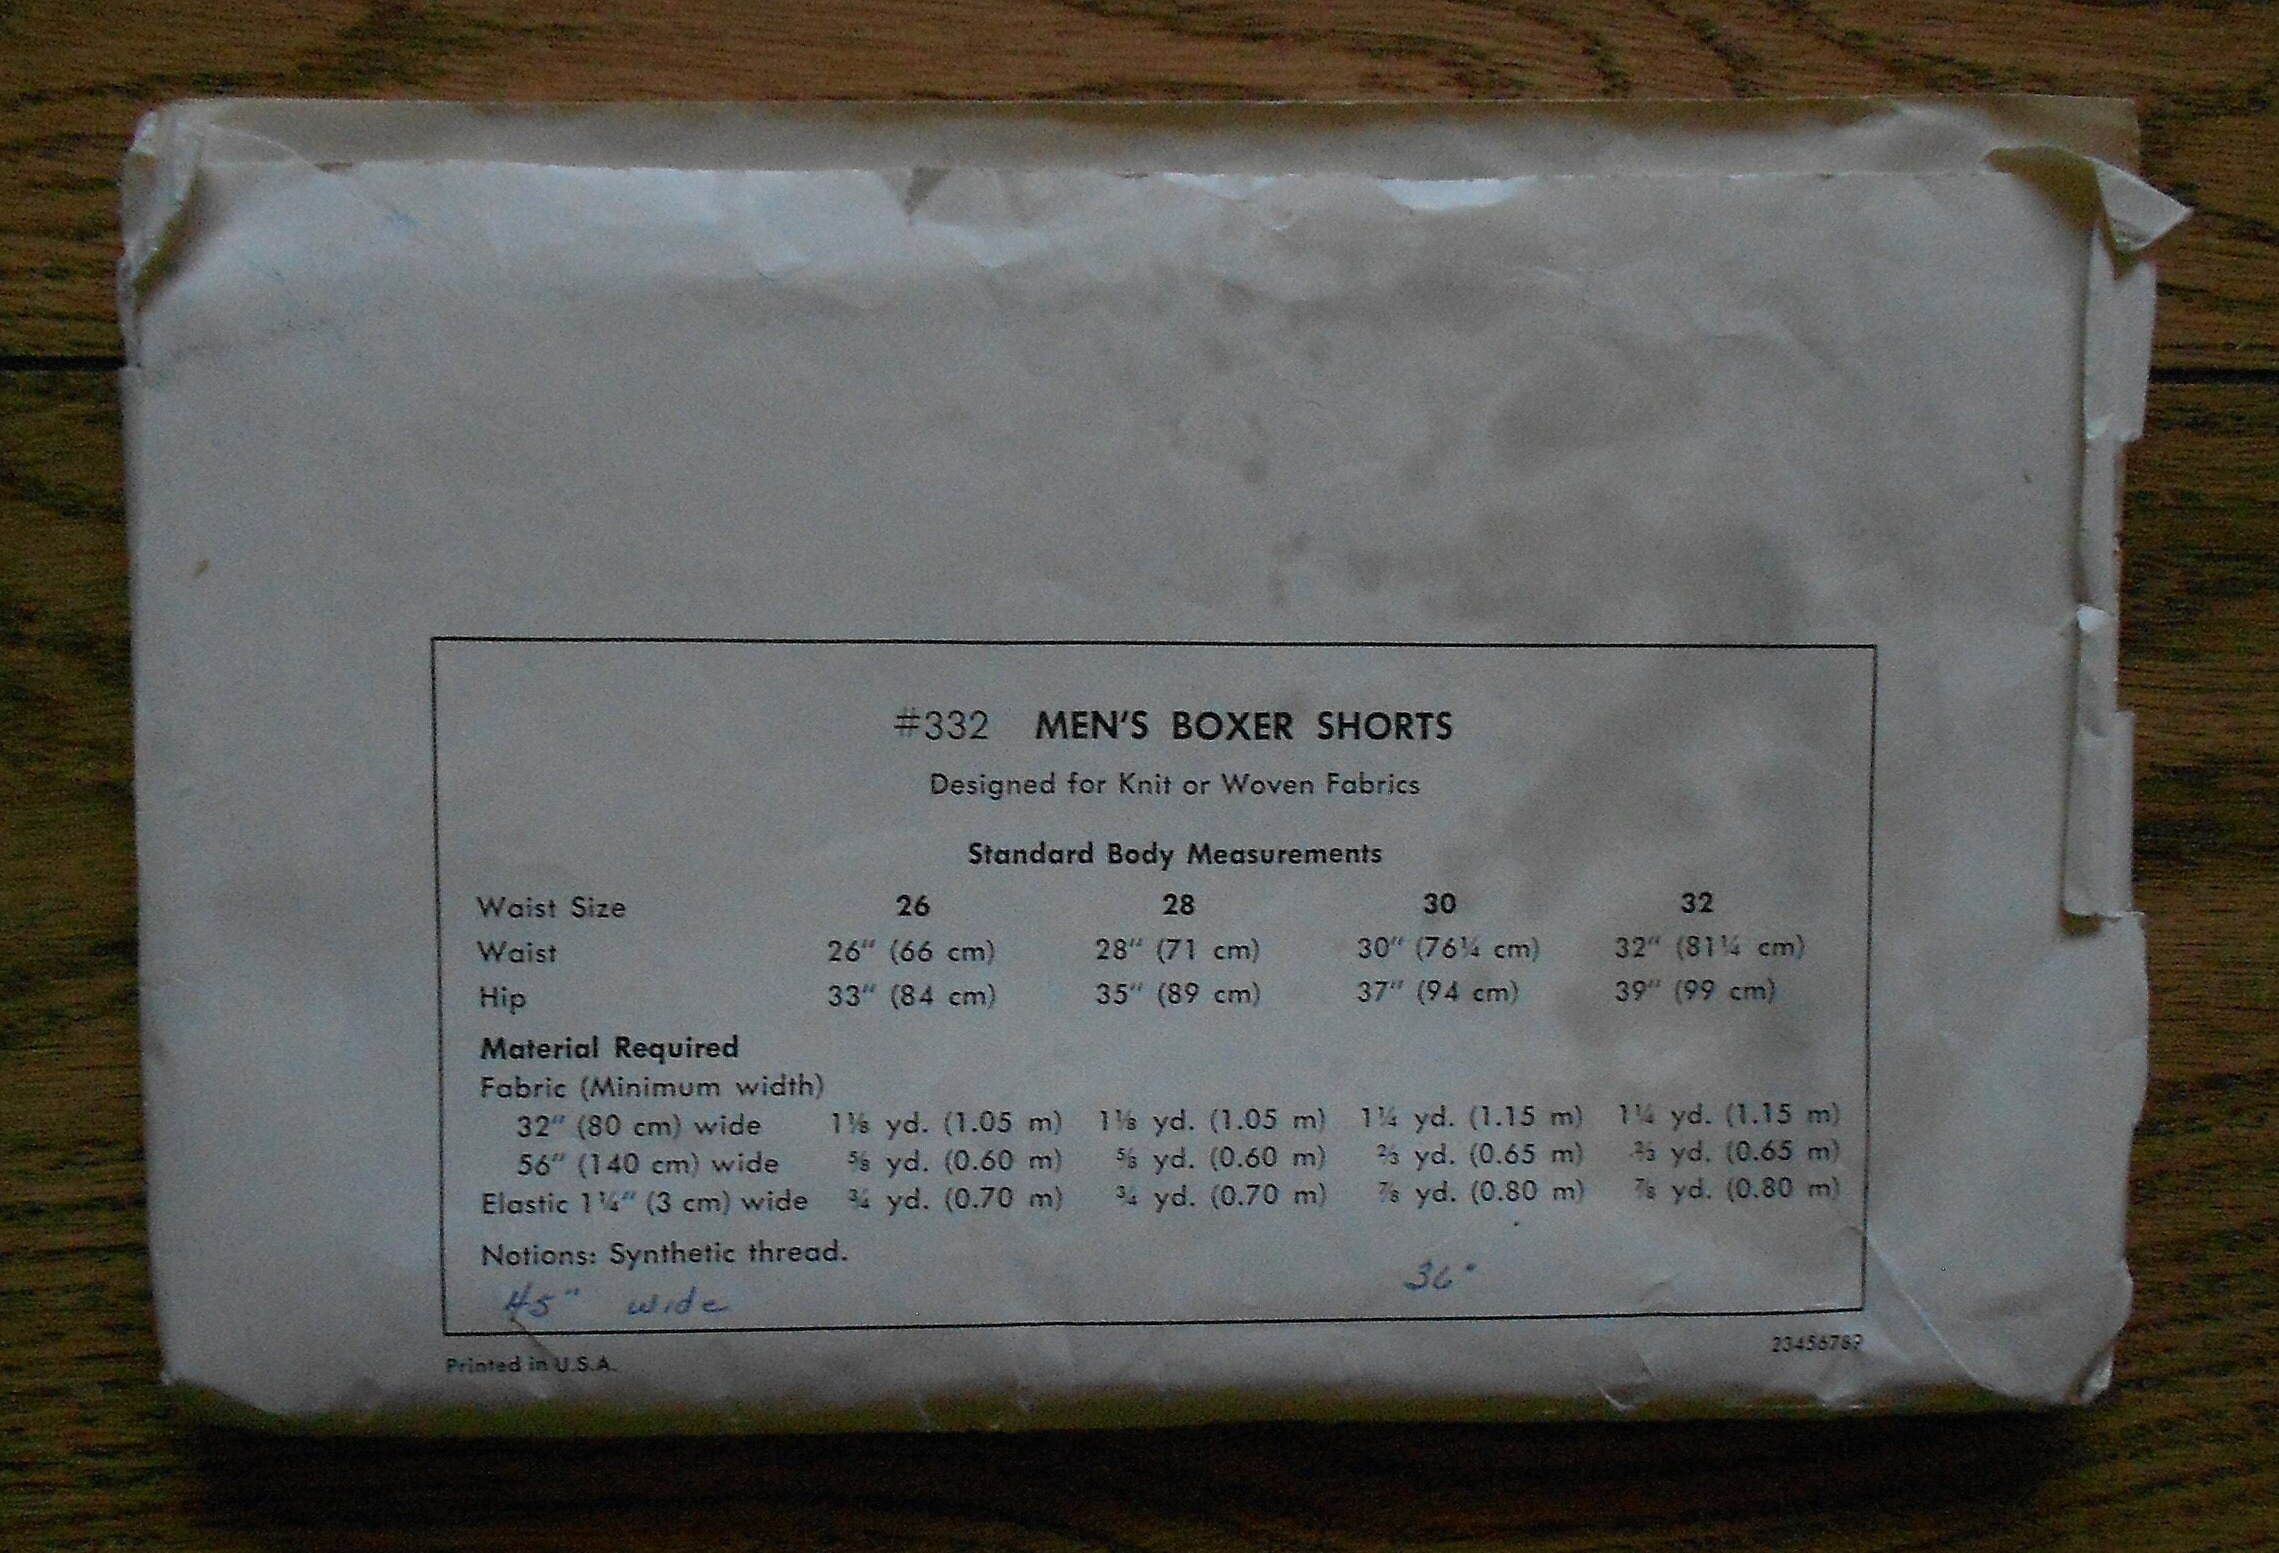 #332 MEN'S BOXER SHORTS
Designed for Knit or Woven Fabrics
Standard Body Measurements
Waist Size 26 28 30 32
Waist 26" (66 cm) 28" (71 cm) 30" (76¼ cm) 32" (81¼ cm)
Hip 33" (84 cm) 35" (89 cm) 37" (94 cm) 39" (99 cm)
Material Required
Fabric (Minimum width)
32" (80 cm) wide 1⅛ yd. (1.05 m) 1⅛ yd. (1.05 m) 1¼ yd. (1.15 m) 1¼ yd. (1.15 m)
56" (140 cm) wide ⅝ yd. (0.60 m) ⅝ yd. (0.60 m) ⅔ yd. (0.65 m) ⅔ yd. (0.65 m)
Elastic 1¼" (3 cm) wide ¾ yd. (0.70 m) ¾ yd. (0.70 m) ⅞ yd. (0.80 m) ⅞ yd. (0.80 m)
Notions: Synthetic thread.
45" wide 36"
Printed in U.S.A. 23456789